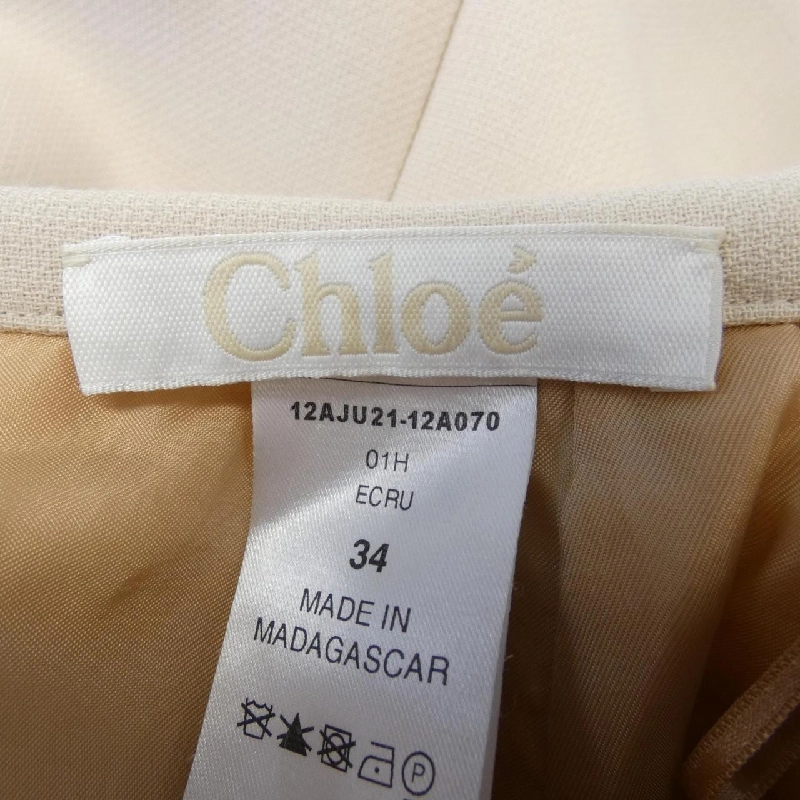 Chloé
12AJU21-12A070
01H
ECRU
34
MADE IN
MADAGASCAR
P